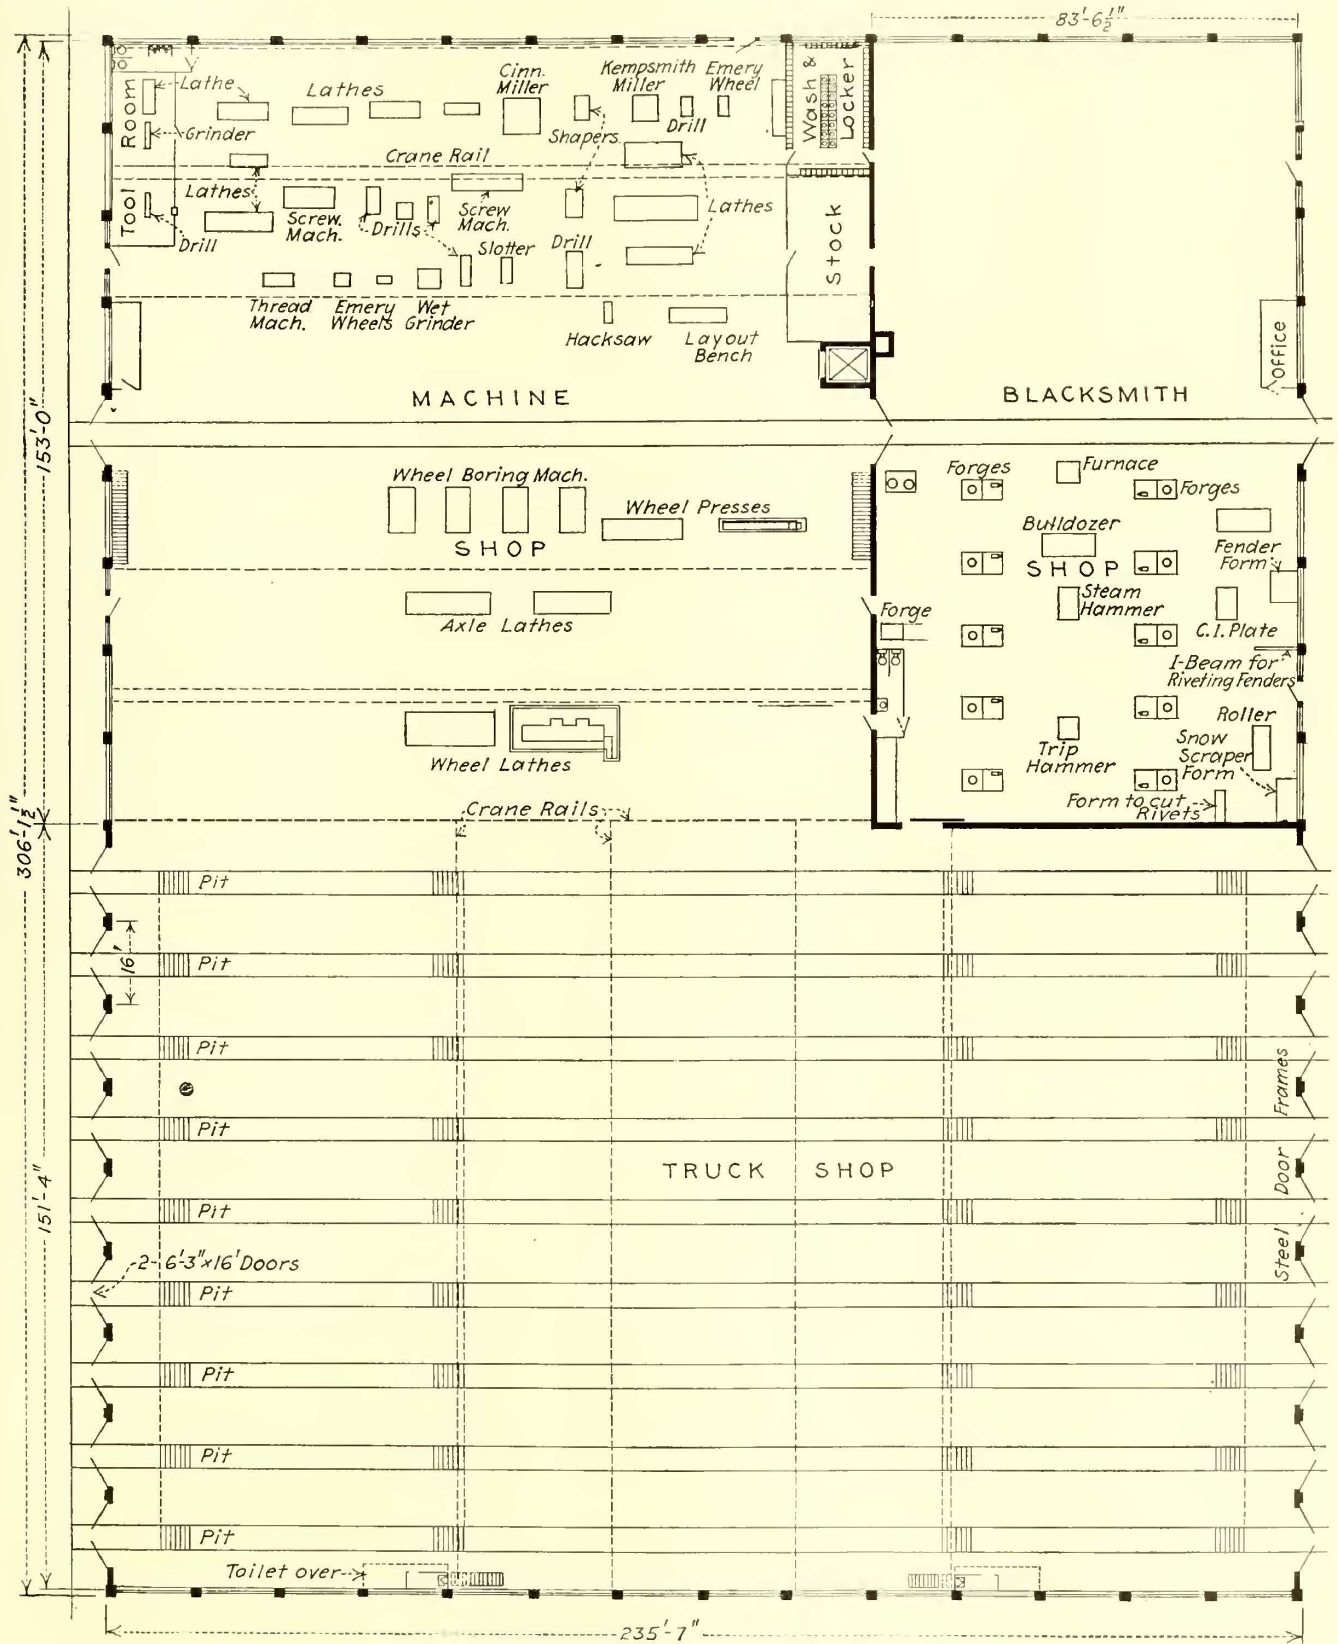 83'-6½"
Room
Lathe
Lathes
Cinn.
Miller
Kempsmith
Miller
Emery
Wheel
Wash &
Locker
Grinder
Shapers
Drill
Crane Rail
Tool
Lathes
Screw.
Mach.
Drills
Screw
Mach.
Slotter
Drill
Lathes
Stock
Drill
Thread
Mach.
Emery
Wheels
Wet
Grinder
Hacksaw
Layout
Bench
OFFICE
MACHINE
BLACKSMITH
153'-0"
Wheel Boring Mach.
Wheel Presses
SHOP
Forges
Furnace
Forges
Bulldozer
SHOP
Fender
Form
Steam
Hammer
Forge
C.I. Plate
Axle Lathes
I-Beam for
Riveting Fenders
Roller
Snow
Scraper
Form
Trip
Hammer
Wheel Lathes
Form to cut
Rivets
Crane Rails
306'-1½"
Pit
16'
Pit
Pit
Pit
TRUCK SHOP
Steel Door Frames
151'-4"
Pit
2-6'-3"x16' Doors
Pit
Pit
Pit
Pit
Toilet over
235'-7"